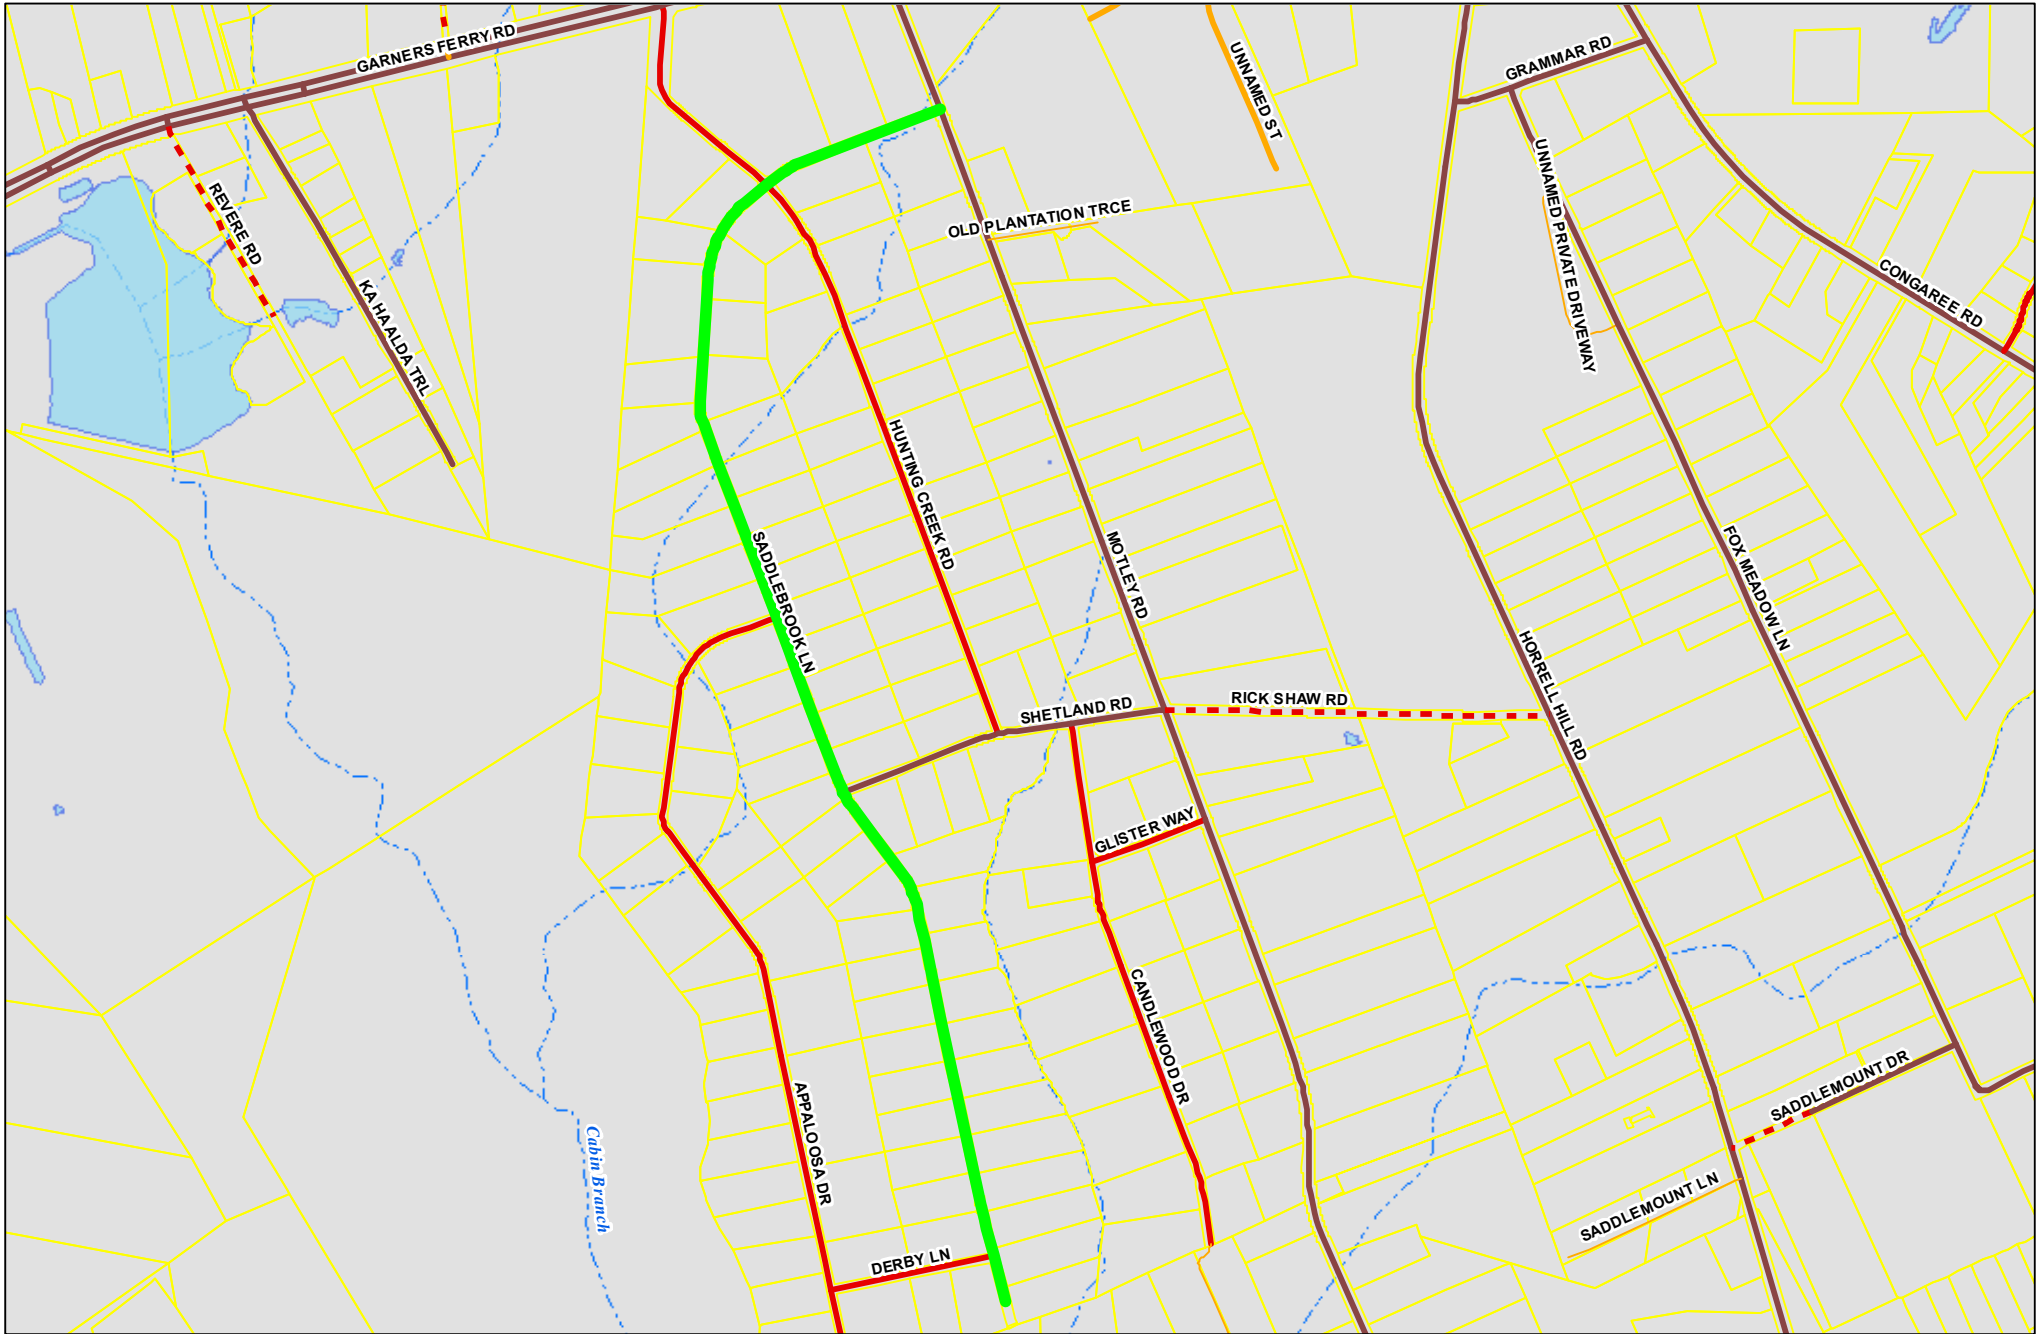 GARNERS FERRY RD
UNNAMED ST
GRAMMAR RD
REVERE RD
KA HA ALDA TRL
OLD PLANTATION TRCE
UNNAMED PRIVATE DRIVEWAY
CONGAREE RD
HUNTING CREEK RD
SADDLEBROOK LN
MOTLEY RD
FOX MEADOW LN
HORRELL HILL RD
SHETLAND RD
RICK SHAW RD
GLISTER WAY
CANDLEWOOD DR
APPALOOSA DR
Cabin Branch
SADDLEMOUNT DR
SADDLEMOUNT LN
DERBY LN